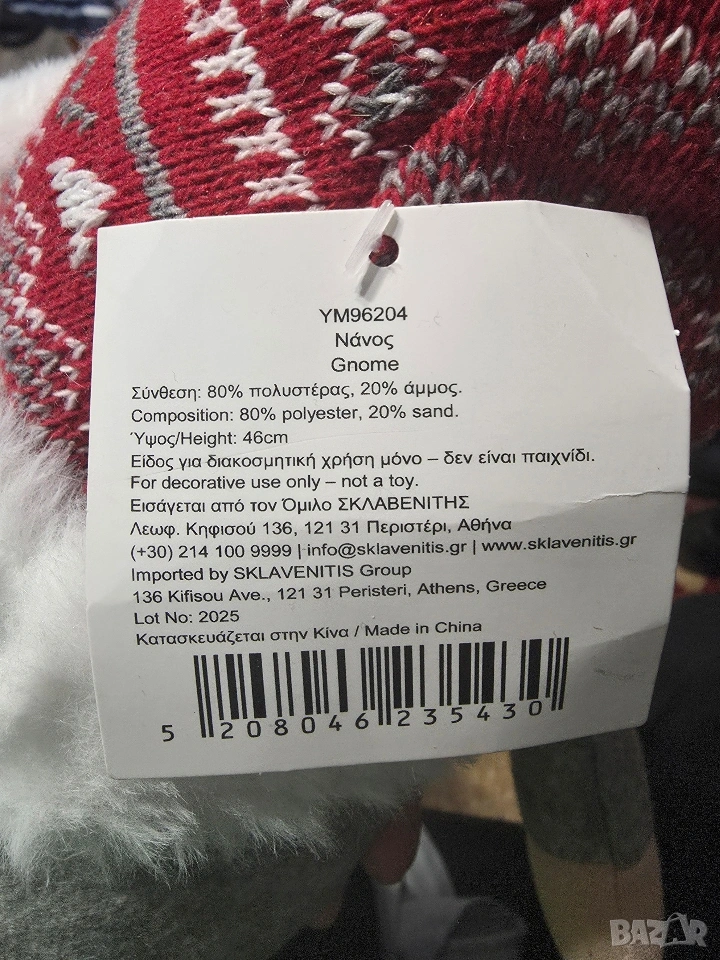 YM96204
Νάνος
Gnome
Σύνθεση: 80% πολυστέρας, 20% άμμος.
Composition: 80% polyester, 20% sand.
Ύψος/Height: 46cm
Είδος για διακοσμητική χρήση μόνο – δεν είναι παιχνίδι.
For decorative use only – not a toy.
Εισάγεται από τον Όμιλο ΣΚΛΑΒΕΝΙΤΗΣ
Λεωφ. Κηφισού 136, 121 31 Περιστέρι, Αθήνα
(+30) 214 100 9999 | info@sklavenitis.gr | www.sklavenitis.gr
Imported by SKLAVENITIS Group
136 Kifisou Ave., 121 31 Peristeri, Athens, Greece
Lot No: 2025
Κατασκευάζεται στην Κίνα / Made in China
5 208046 235430
BAZAR